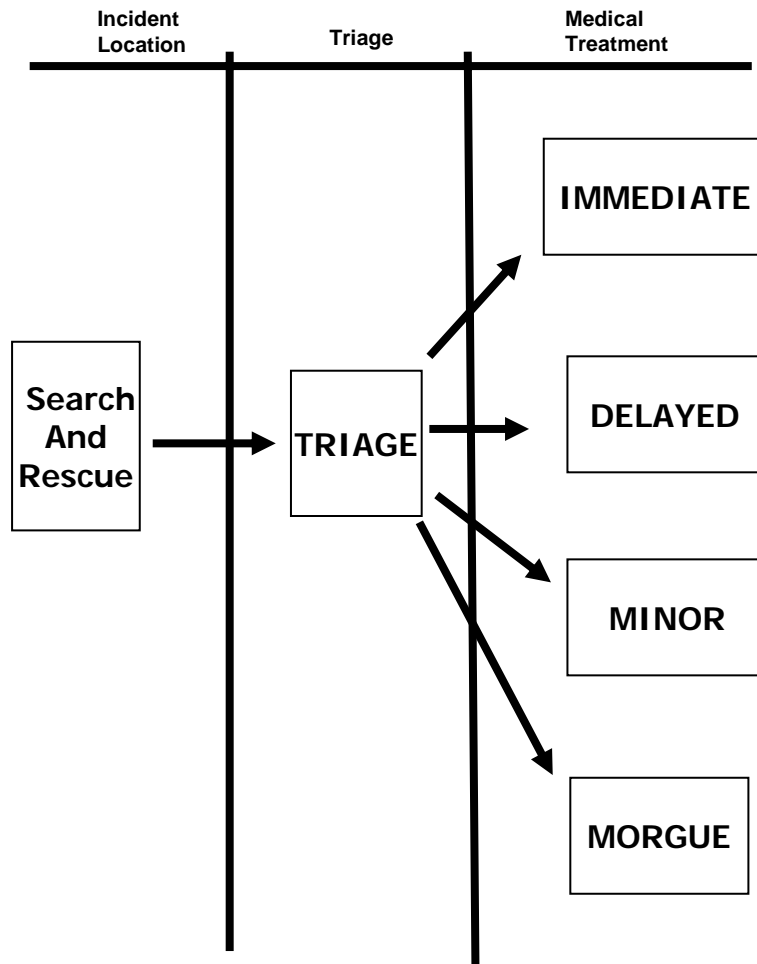 Incident
Location
Triage
Medical
Treatment
IMMEDIATE
Search
And
Rescue
TRIAGE
DELAYED
MINOR
MORGUE